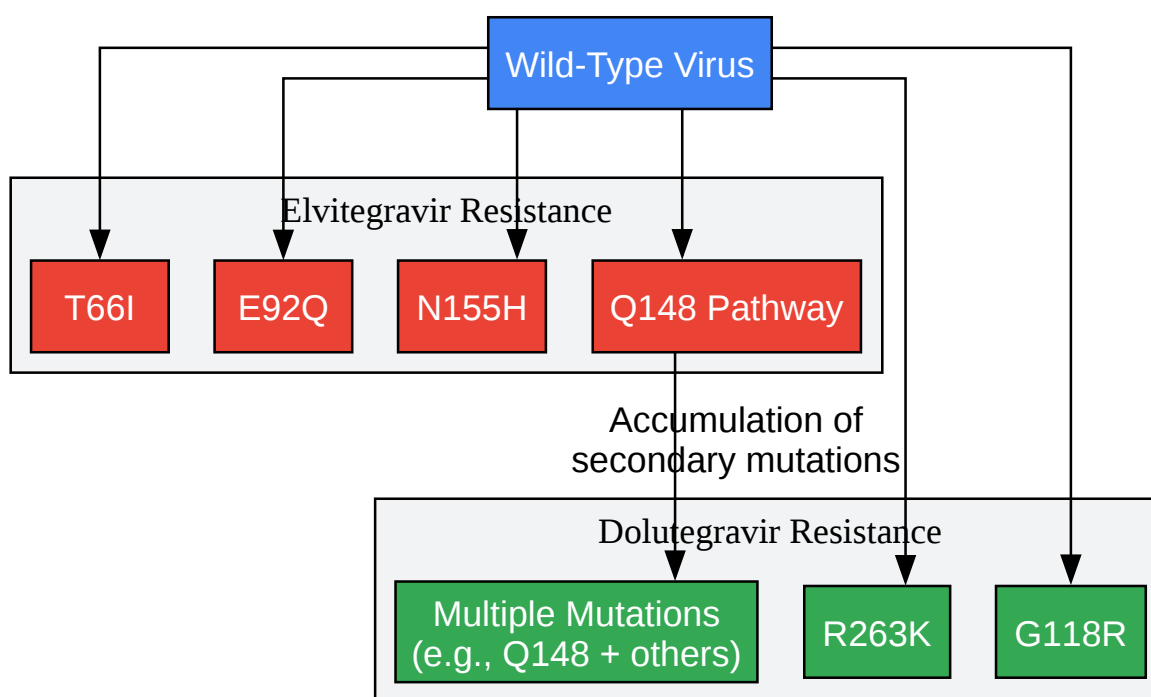 Wild-Type Virus
Elvitegravir Resistance
T66I
E92Q
N155H
Q148 Pathway
Accumulation of
secondary mutations
Dolutegravir Resistance
Multiple Mutations
(e.g., Q148 + others)
R263K
G118R